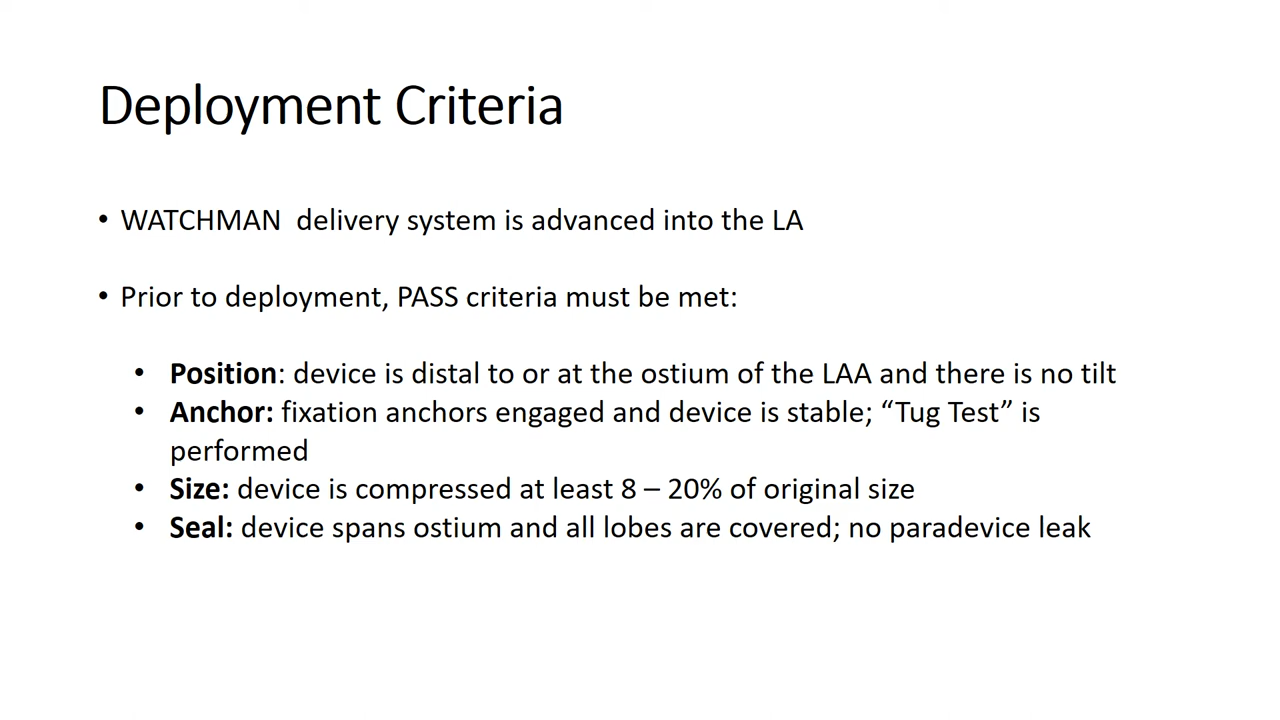 Deployment Criteria
• WATCHMAN  delivery system is advanced into the LA
• Prior to deployment, PASS criteria must be met:
• Position: device is distal to or at the ostium of the LAA and there is no tilt
• Anchor: fixation anchors engaged and device is stable; “Tug Test” is
performed
• Size: device is compressed at least 8 – 20% of original size
• Seal: device spans ostium and all lobes are covered; no paradevice leak